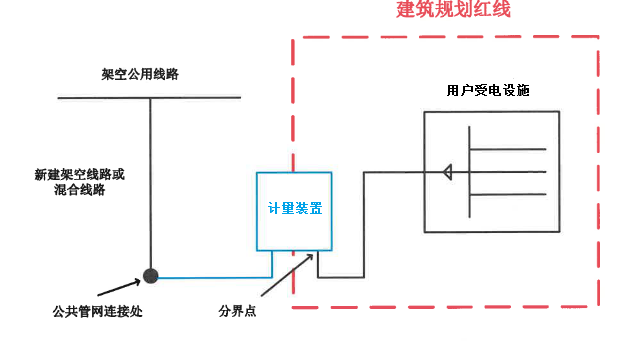 建筑规划红线
架空公用线路
用户受电设施
新建架空线路或
混合线路
计量装置
公共管网连接处
分界点